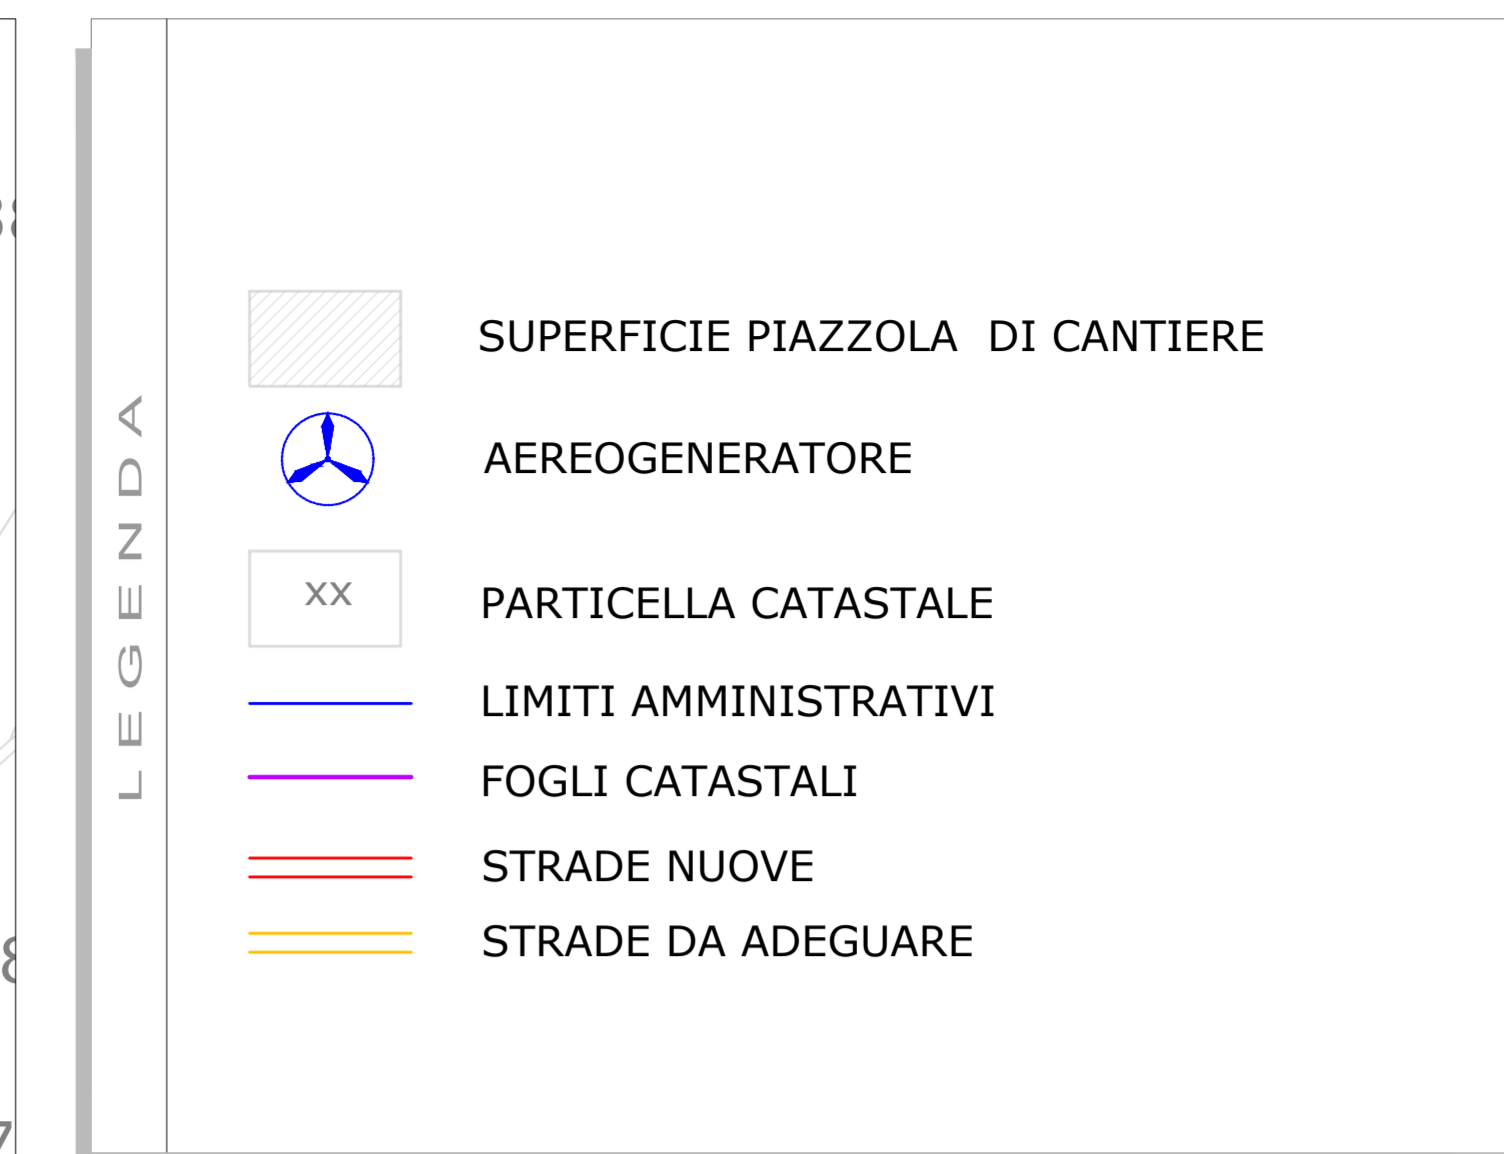 LEGENDA
SUPERFICIE PIAZZOLA  DI CANTIERE
AEREOGENERATORE
xx
PARTICELLA CATASTALE
LIMITI AMMINISTRATIVI
FOGLI CATASTALI
STRADE NUOVE
STRADE DA ADEGUARE